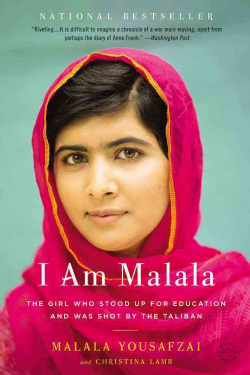 NATIONAL BESTSELLER
"Riveting....It is difficult to imagine a chronicle of a war more moving, apart from
perhaps the diary of Anne Frank." —Washington Post
I Am Malala
THE GIRL WHO STOOD UP FOR EDUCATION
AND WAS SHOT BY THE TALIBAN
MALALA YOUSAFZAI
with CHRISTINA LAMB